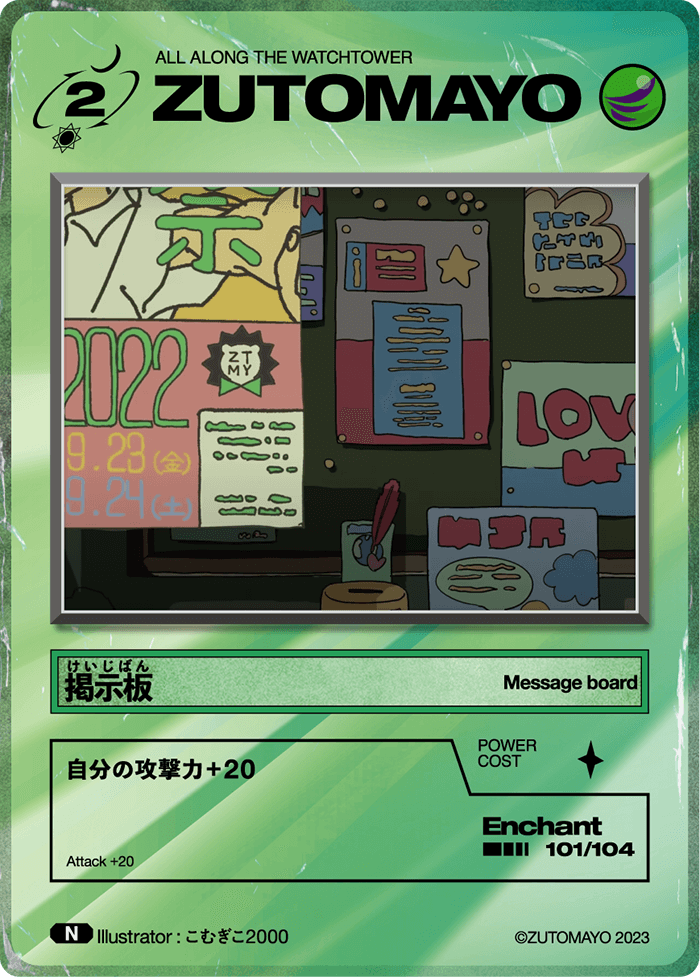 ALL ALONG THE WATCHTOWER
2 ZUTOMAYO
祭
2022
ZT
MY
9.23(金)
9.24(土)
LOV
けいじばん
掲示板
Message board
自分の攻撃力+20
Attack +20
POWER
COST
Enchant
101/104
N Illustrator : こむぎこ2000
©ZUTOMAYO 2023